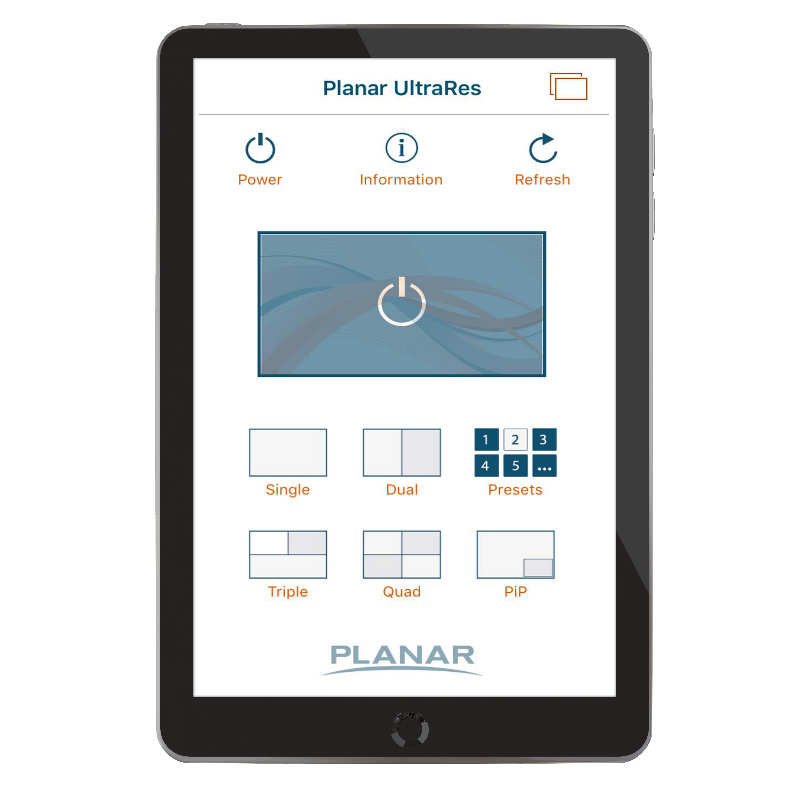 Planar UltraRes
Power Information Refresh
1 2 3
4 5 ...
Single Dual Presets
Triple Quad PiP
PLANAR